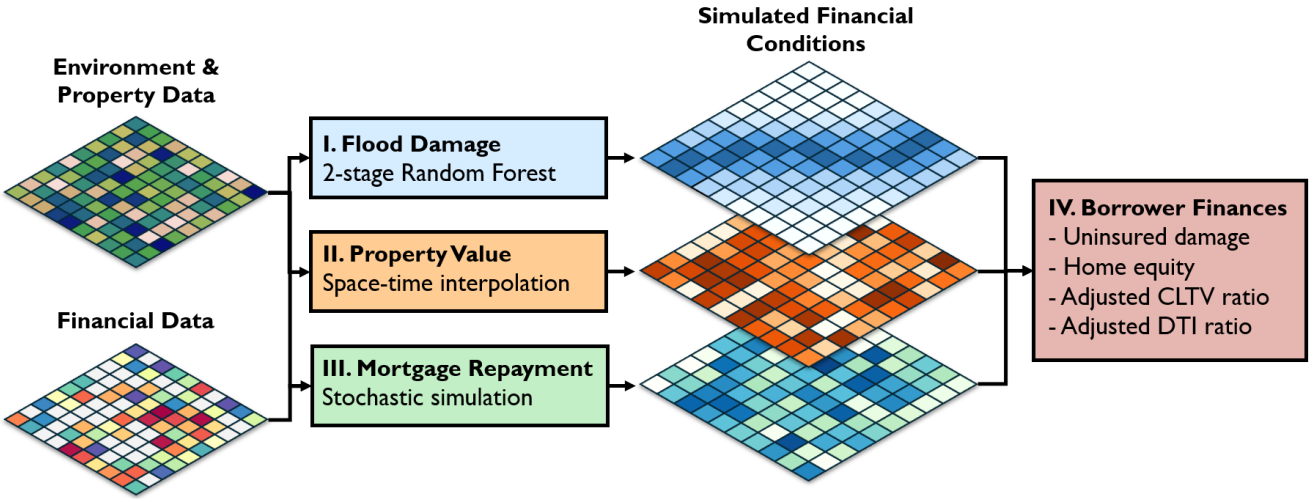 Environment &
Property Data
Financial Data
I. Flood Damage
2-stage Random Forest
II. Property Value
Space-time interpolation
III. Mortgage Repayment
Stochastic simulation
Simulated Financial
Conditions
IV. Borrower Finances
- Uninsured damage
- Home equity
- Adjusted CLTV ratio
- Adjusted DTI ratio